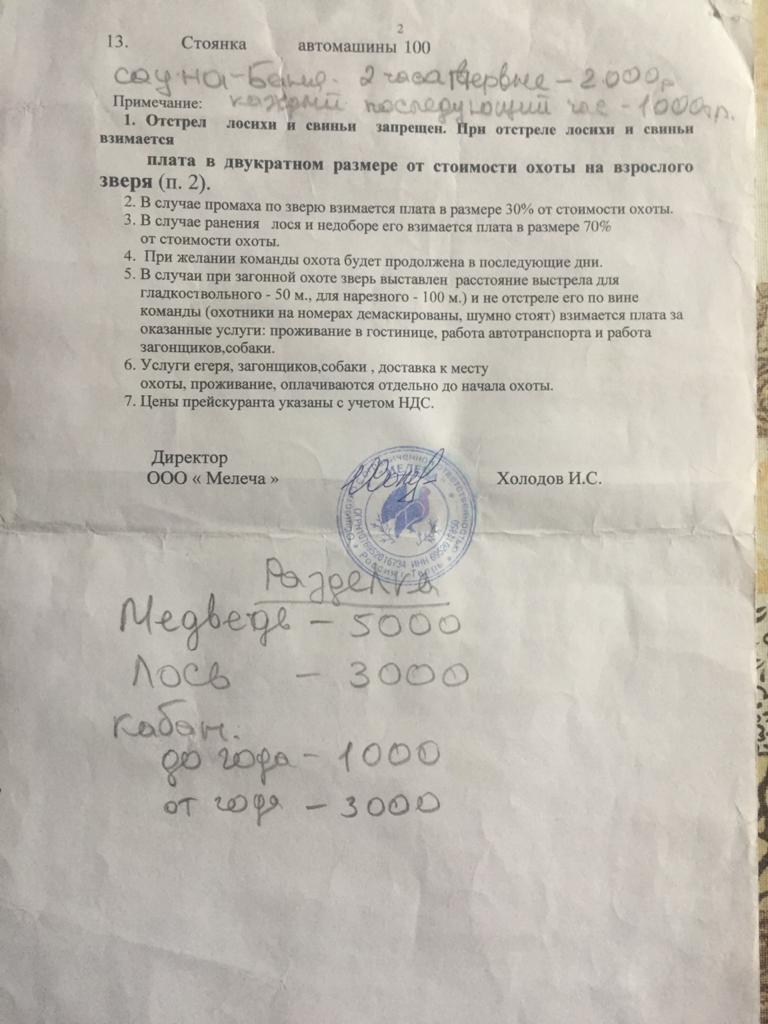 2
13. Стоянка автомашины 100
сауна-Баня. 2 часа первые - 2000р
Примечание: каждый последующий час - 1000р.
1. Отстрел лосихи и свиньи запрещен. При отстреле лосихи и свиньи
взимается
плата в двукратном размере от стоимости охоты на взрослого
зверя (п. 2).
2. В случае промаха по зверю взимается плата в размере 30% от стоимости охоты.
3. В случае ранения лося и недоборе его взимается плата в размере 70%
от стоимости охоты.
4. При желании команды охота будет продолжена в последующие дни.
5. В случаи при загонной охоте зверь выставлен расстояние выстрела для
гладкоствольного - 50 м., для нарезного - 100 м.) и не отстреле его по вине
команды (охотники на номерах демаскированы, шумно стоят) взимается плата за
оказанные услуги: проживание в гостинице, работа автотранспорта и работа
загонщиков,собаки.
6. Услуги егеря, загонщиков,собаки , доставка к месту
охоты, проживание, оплачиваются отдельно до начала охоты.
7. Цены прейскуранта указаны с учетом НДС.
Директор
ООО « Мелеча » Холодов И.С.
Разделка
Медведь - 5000
Лось - 3000
Кабан.
до года - 1000
от года - 3000